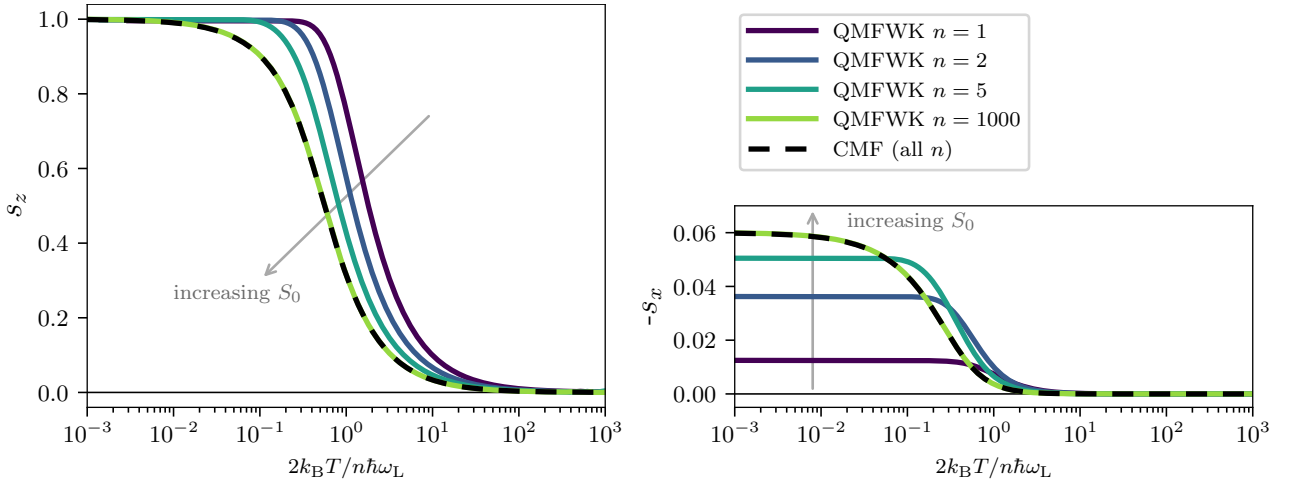 1.0
0.8
0.6
0.4
0.2
0.0
s_z
increasing S_0
10^{-3} 10^{-2} 10^{-1} 10^0 10^1 10^2 10^3
2k_BT/nħω_L
QMFWK n = 1
QMFWK n = 2
QMFWK n = 5
QMFWK n = 1000
CMF (all n)
0.06
0.04
0.02
0.00
-s_x
increasing S_0
10^{-3} 10^{-2} 10^{-1} 10^0 10^1 10^2 10^3
2k_BT/nħω_L